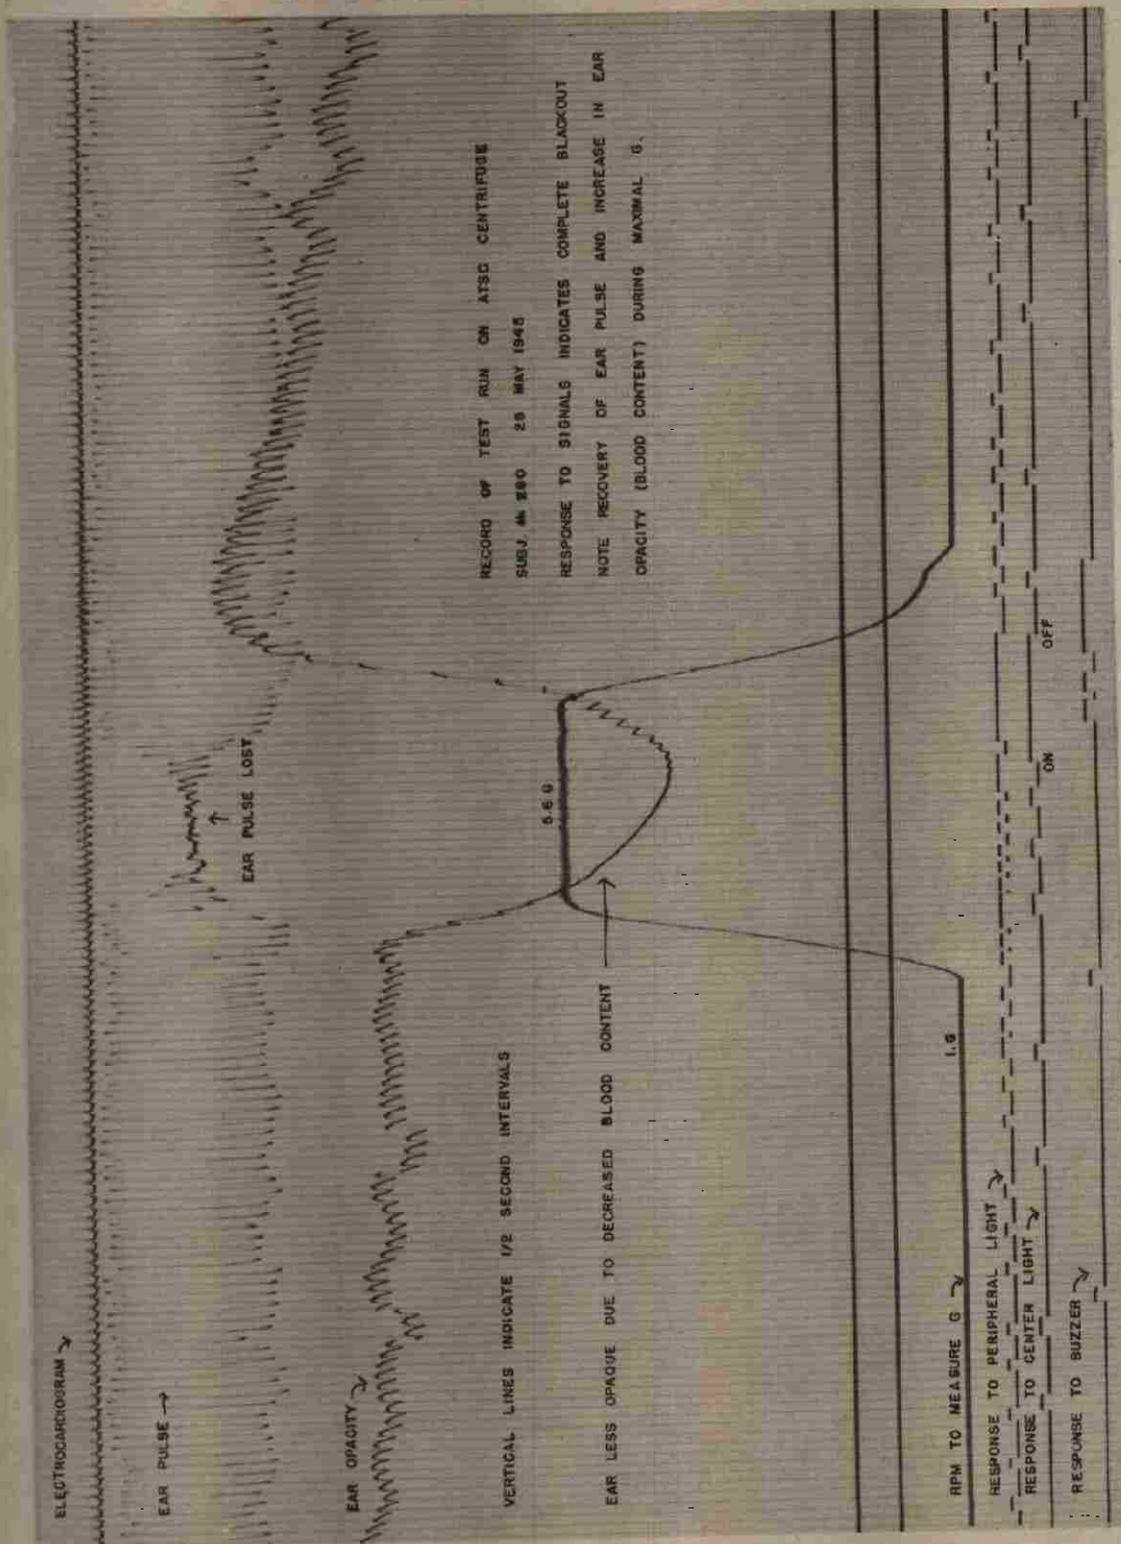 ELECTROCARDIOGRAM
EAR PULSE
EAR PULSE LOST
EAR OPACITY
VERTICAL LINES INDICATE 1/2 SECOND INTERVALS
EAR LESS OPAQUE DUE TO DECREASED BLOOD CONTENT
5.6 G
RECORD OF TEST RUN ON ATSC CENTRIFUGE
SUBJ. 280 25 MAY 1945
RESPONSE TO SIGNALS INDICATES COMPLETE BLACKOUT
NOTE RECOVERY OF EAR PULSE AND INCREASE IN EAR
OPACITY (BLOOD CONTENT) DURING MAXIMAL G.
1.G
RPM TO MEASURE G
RESPONSE TO PERIPHERAL LIGHT
RESPONSE TO CENTER LIGHT
ON
OFF
RESPONSE TO BUZZER